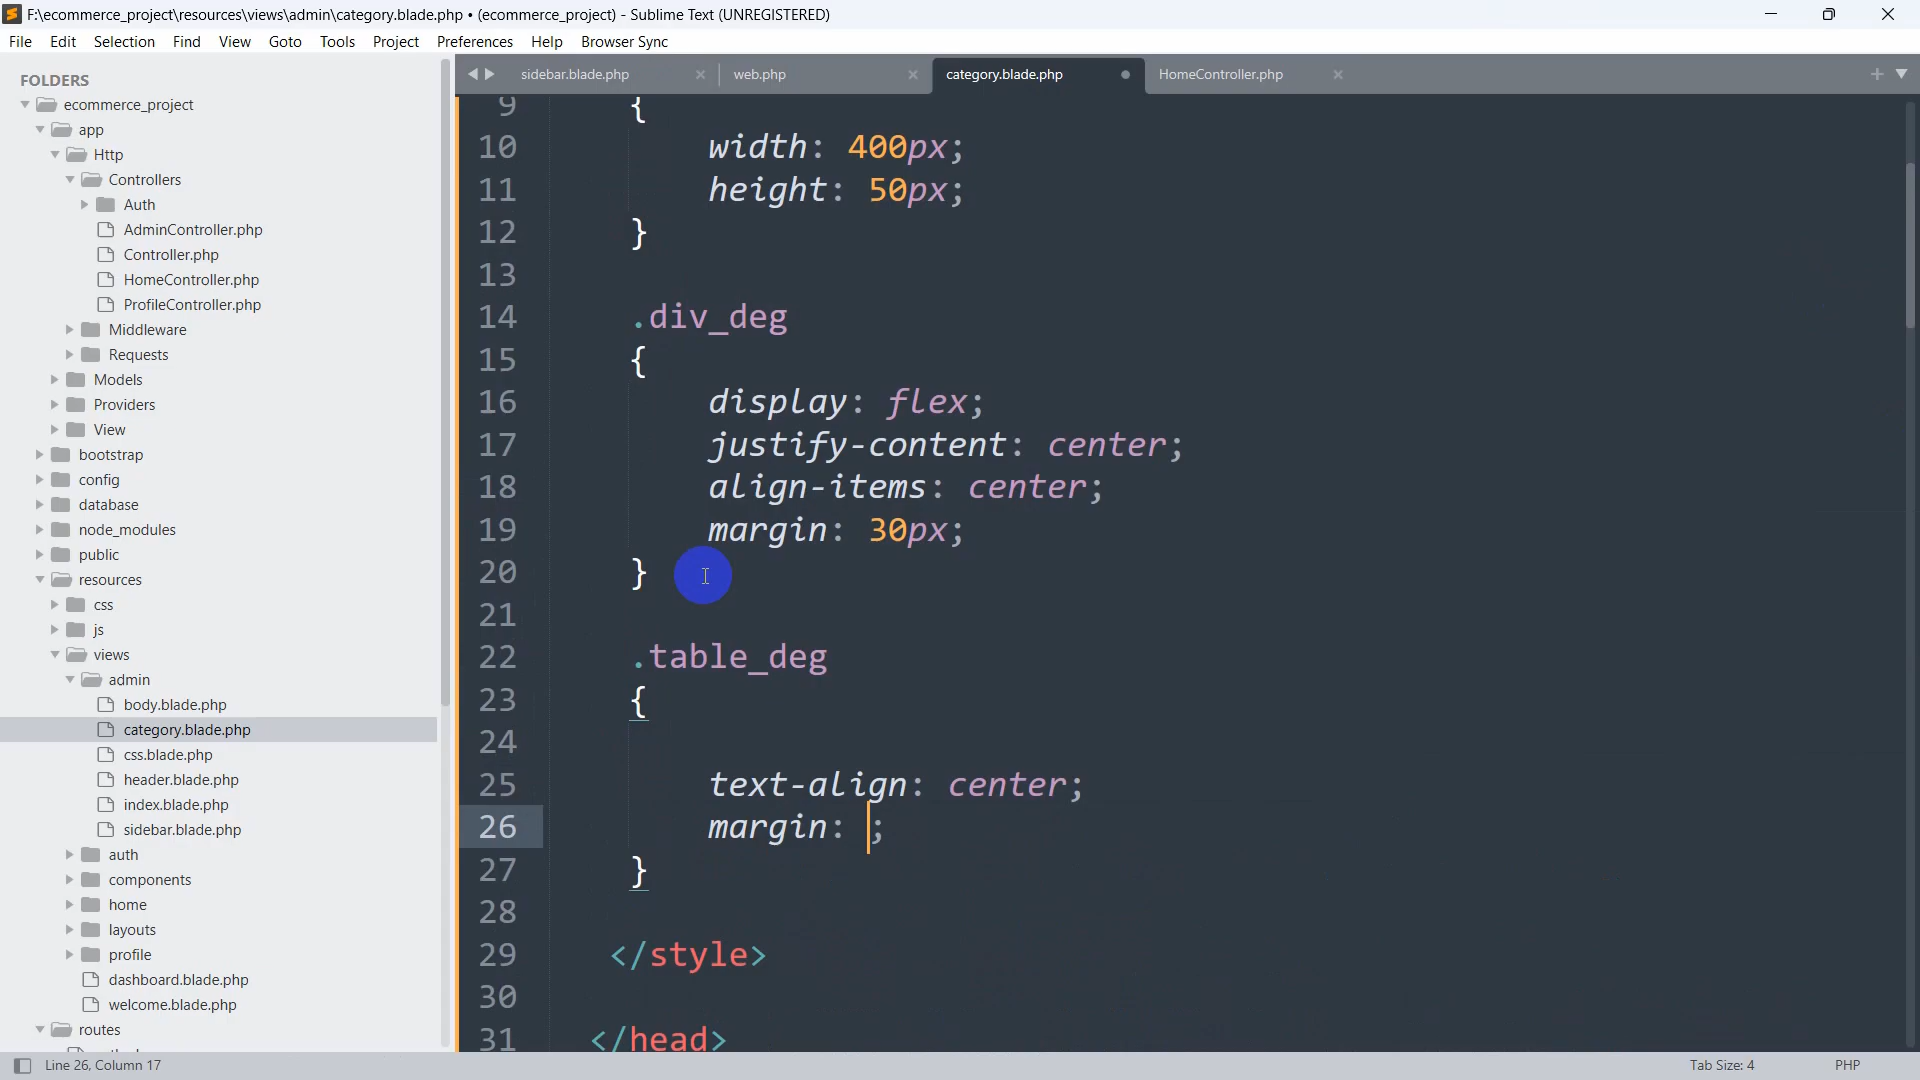 F:\ecommerce_project\resources\views\admin\category.blade.php • (ecommerce_project) - Sublime Text (UNREGISTERED)
File Edit Selection Find View Goto Tools Project Preferences Help Browser Sync
FOLDERS
ecommerce_project
app
Http
Controllers
Auth
AdminController.php
Controller.php
HomeController.php
ProfileController.php
Middleware
Requests
Models
Providers
View
bootstrap
config
database
node_modules
public
resources
css
js
views
admin
body.blade.php
category.blade.php
css.blade.php
header.blade.php
index.blade.php
sidebar.blade.php
auth
components
home
layouts
profile
dashboard.blade.php
welcome.blade.php
routes
sidebar.blade.php web.php category.blade.php HomeController.php
9 {
10 width: 400px;
11 height: 50px;
12 }
13
14 .div_deg
15 {
16 display: flex;
17 justify-content: center;
18 align-items: center;
19 margin: 30px;
20 }
21
22 .table_deg
23 {
24
25 text-align: center;
26 margin: ;
27 }
28
29 </style>
30
31 </head>
Line 26, Column 17 Tab Size: 4 PHP